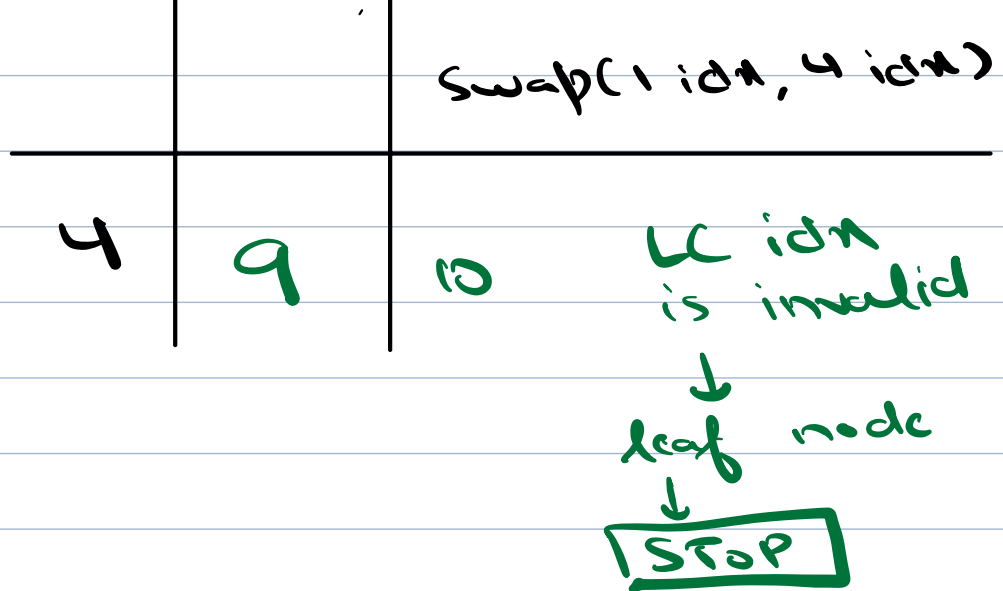 swap(1 idx, 4 idx)
4 9 10 LC idx
is invalid
↓
leaf node
↓
STOP